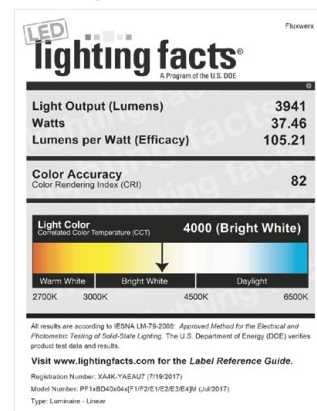 Fluxwerx
LED
lighting facts®
A Program of the U.S. DOE
Light Output (Lumens) 3941
Watts 37.46
Lumens per Watt (Efficacy) 105.21
Color Accuracy
Color Rendering Index (CRI) 82
Light Color
Correlated Color Temperature (CCT) 4000 (Bright White)
Warm White Bright White Daylight
2700K 3000K 4500K 6500K
All results are according to IESNA LM-79-2008: Approved Method for the Electrical and
Photometric Testing of Solid-State Lighting. The U.S. Department of Energy (DOE) verifies
product test data and results.
Visit www.lightingfacts.com for the Label Reference Guide.
Registration Number: XA4K-YAEAU7 (7/19/2017)
Model Number: PF1xBD40x04x[F1/F2/E1/E2/E3/E4]M (Jul/2017)
Type: Luminaire - Linear